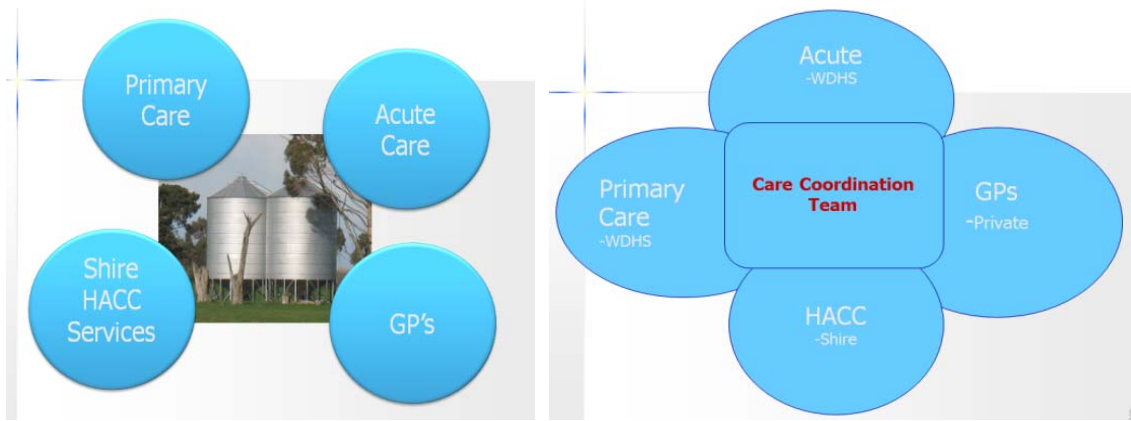 Primary
Care
Acute
Care
Shire
HACC
Services
GP's
Acute
-WDHS
Primary
Care
-WDHS
Care Coordination
Team
GPs
-Private
HACC
-Shire